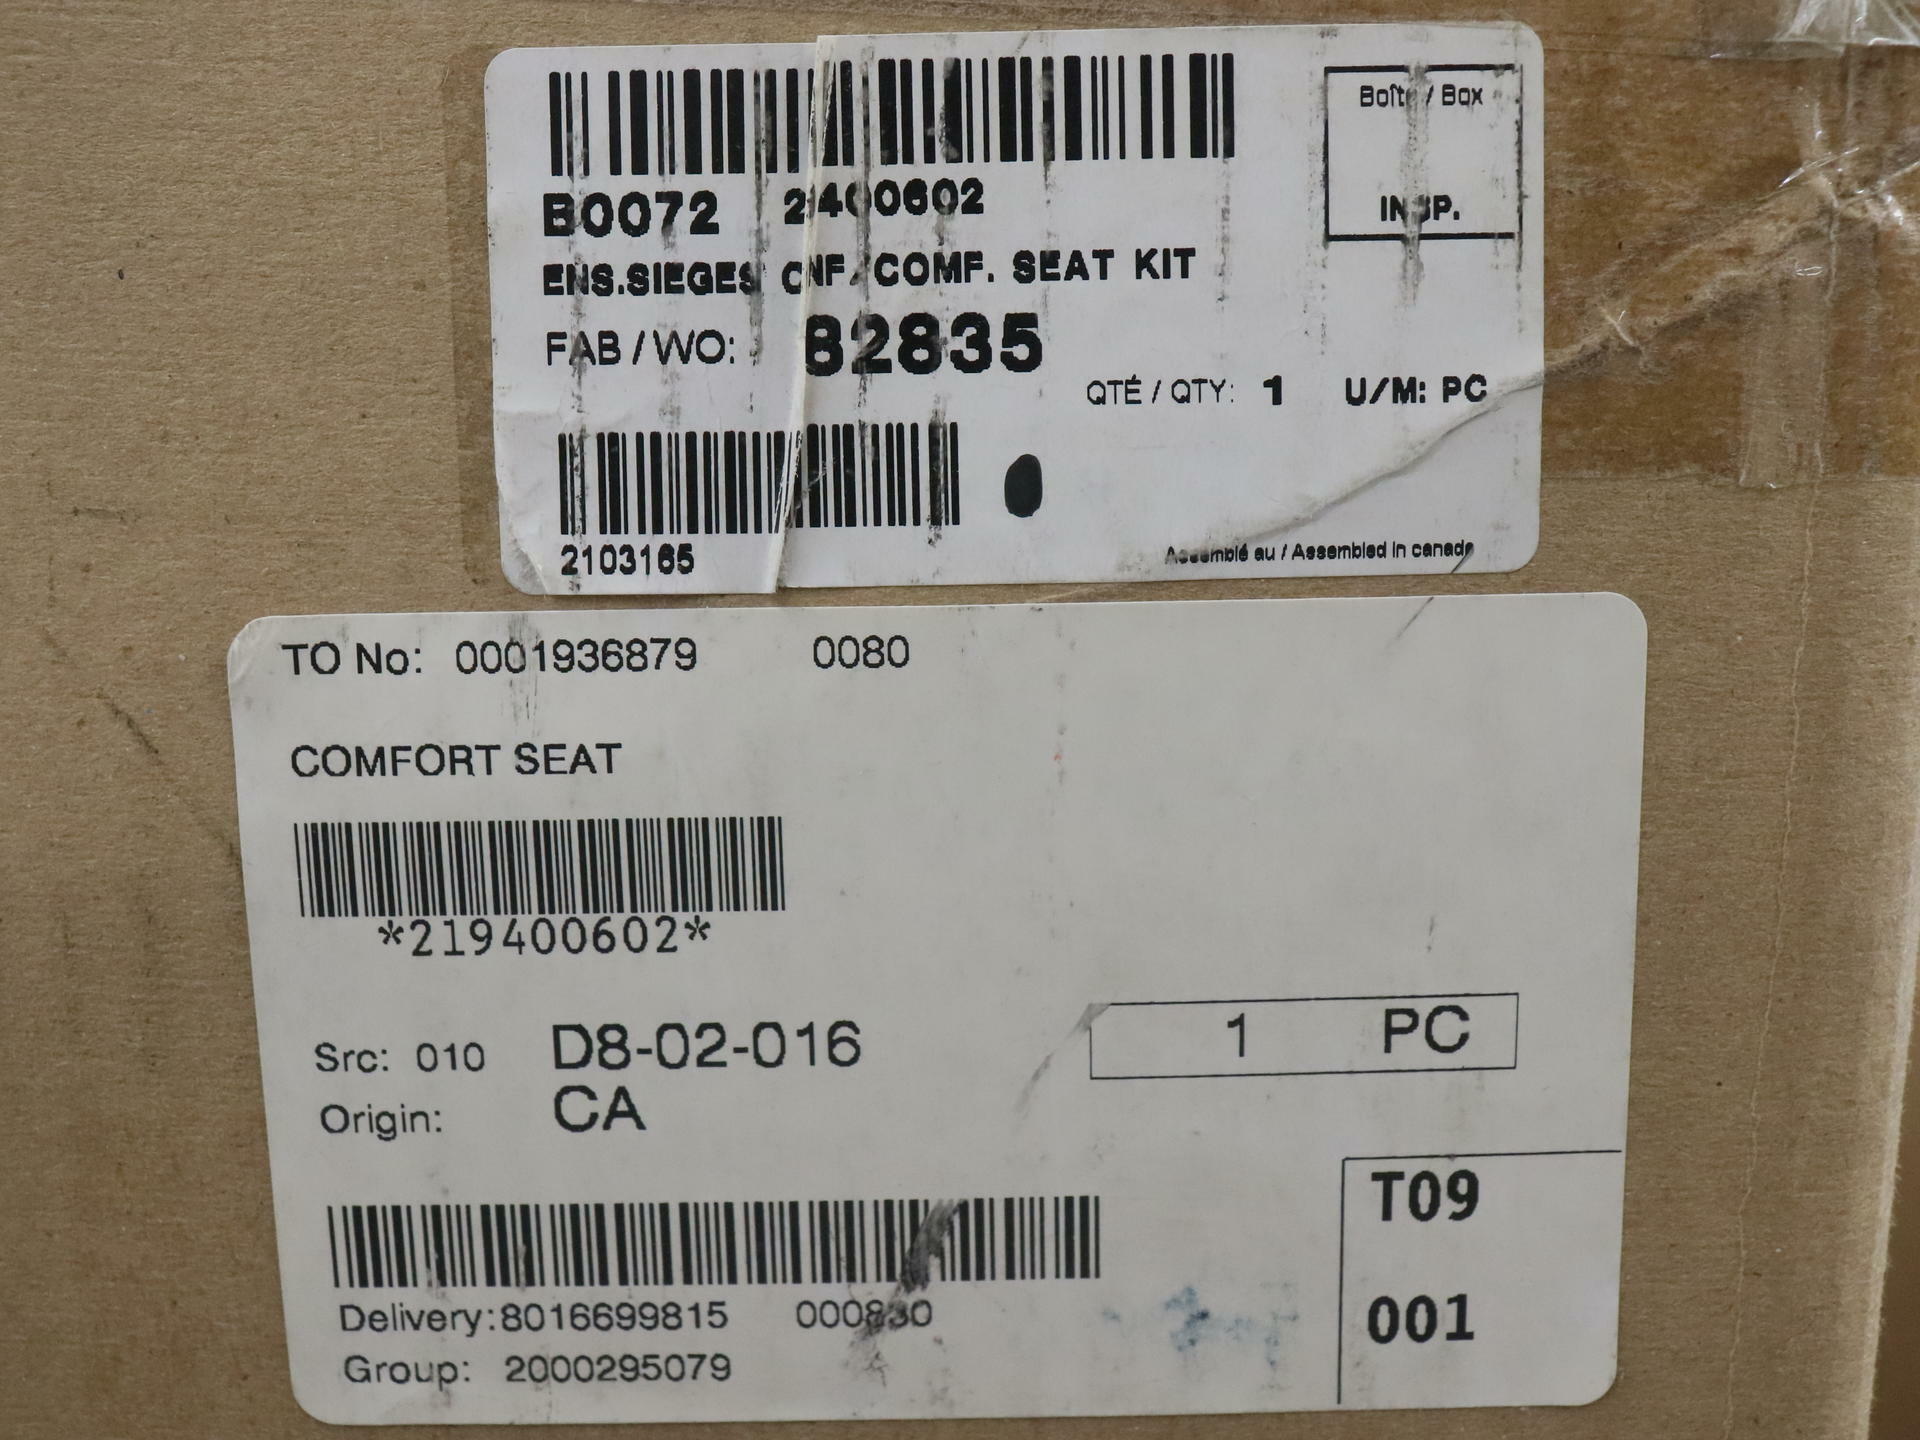 Boîte / Box
INSP.
B0072
ENS.SIEGES CNF./COMF. SEAT KIT
FAB / WO: 82835
QTÉ / QTY: 1 U/M: PC
2103165
Assemblé au / Assembled in canada
TO No: 0001936879 0080
COMFORT SEAT
*219400602*
Src: 010 D8-02-016
1 PC
Origin: CA
T09
001
Delivery:8016699815 000830
Group: 2000295079